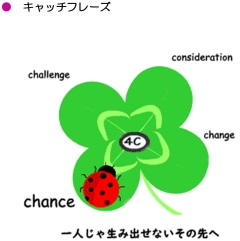 ● キャッチフレーズ
consideration
challenge
change
4C
chance
一人じゃ生み出せないその先へ